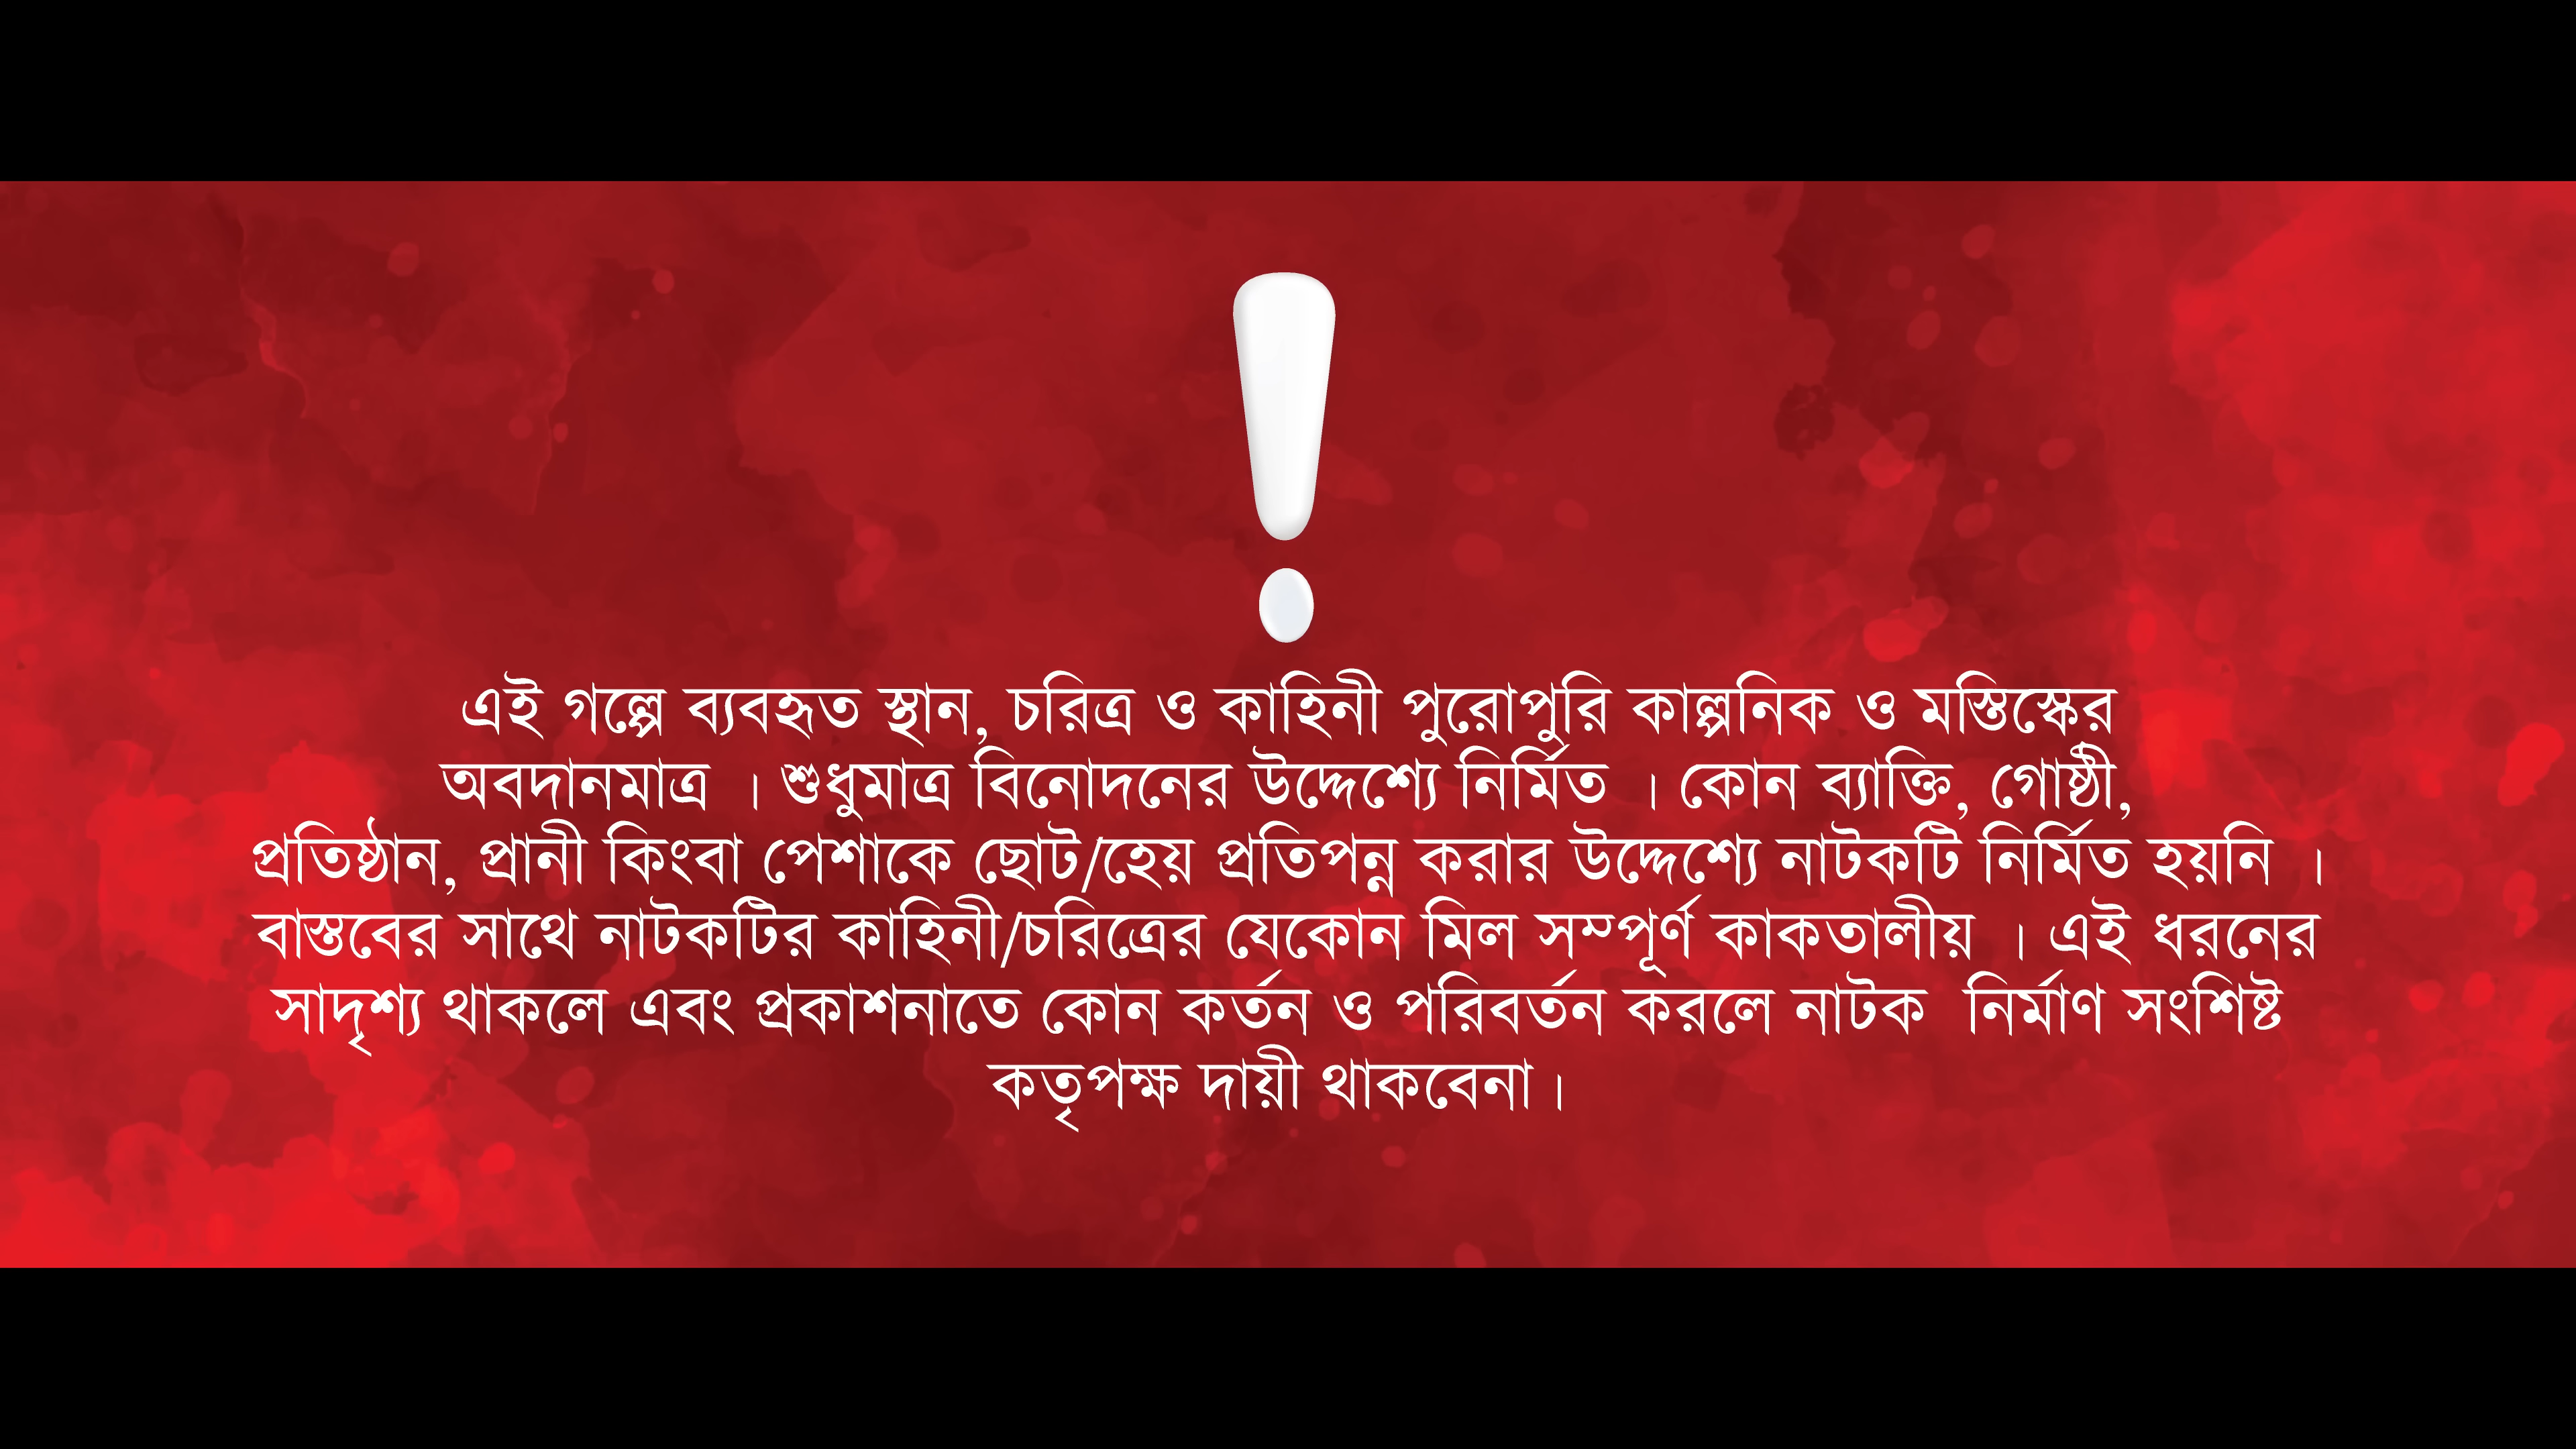 !
এই গল্পে ব্যবহৃত স্থান, চরিত্র ও কাহিনী পুরোপুরি কাল্পনিক ও মস্তিস্কের
অবদানমাত্র । শুধুমাত্র বিনোদনের উদ্দেশ্যে নির্মিত । কোন ব্যাক্তি, গোষ্ঠী,
প্রতিষ্ঠান, প্রানী কিংবা পেশাকে ছোট/হেয় প্রতিপন্ন করার উদ্দেশ্যে নাটকটি নির্মিত হয়নি ।
বাস্তবের সাথে নাটকটির কাহিনী/চরিত্রের যেকোন মিল সম্পূর্ণ কাকতালীয় । এই ধরনের
সাদৃশ্য থাকলে এবং প্রকাশনাতে কোন কর্তন ও পরিবর্তন করলে নাটক  নির্মাণ সংশিষ্ট
কতৃপক্ষ দায়ী থাকবেনা।